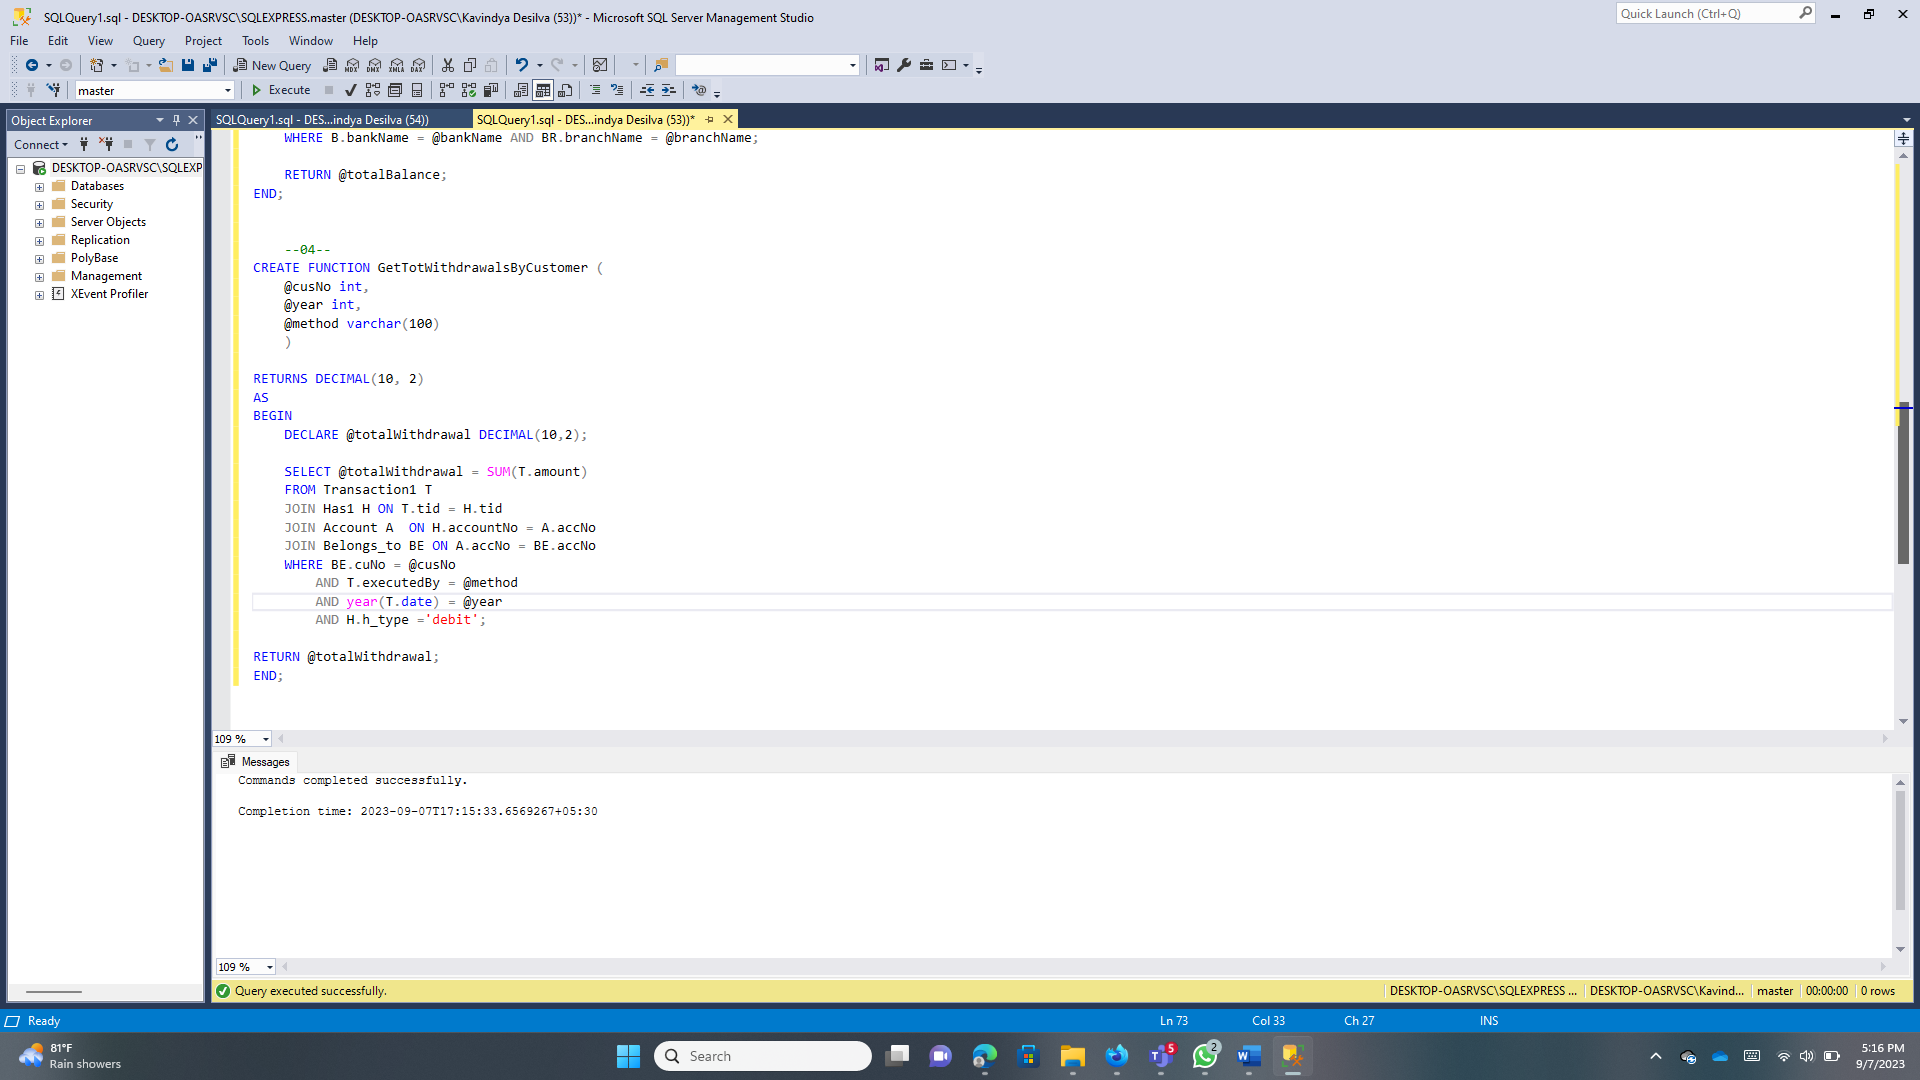 SQLQuery1.sql - DESKTOP-OASRVSC\SQLEXPRESS.master (DESKTOP-OASRVSC\Kavindya Desilva (53))* - Microsoft SQL Server Management Studio
Quick Launch (Ctrl+Q)
File Edit View Query Project Tools Window Help
New Query
master
Execute
Object Explorer
SQLQuery1.sql - DES...indya Desilva (54))
SQLQuery1.sql - DES...indya Desilva (53))*
Connect
DESKTOP-OASRVSC\SQLEXP
Databases
Security
Server Objects
Replication
PolyBase
Management
XEvent Profiler
WHERE B.bankName = @bankName AND BR.branchName = @branchName;
RETURN @totalBalance;
END;
--04--
CREATE FUNCTION GetTotWithdrawalsByCustomer (
@cusNo int,
@year int,
@method varchar(100)
)
RETURNS DECIMAL(10, 2)
AS
BEGIN
DECLARE @totalWithdrawal DECIMAL(10,2);
SELECT @totalWithdrawal = SUM(T.amount)
FROM Transaction1 T
JOIN Has1 H ON T.tid = H.tid
JOIN Account A  ON H.accountNo = A.accNo
JOIN Belongs_to BE ON A.accNo = BE.accNo
WHERE BE.cuNo = @cusNo
AND T.executedBy = @method
AND year(T.date) = @year
AND H.h_type ='debit';
RETURN @totalWithdrawal;
END;
109 %
Messages
Commands completed successfully.
Completion time: 2023-09-07T17:15:33.6569267+05:30
109 %
Query executed successfully.
DESKTOP-OASRVSC\SQLEXPRESS ...
DESKTOP-OASRVSC\Kavind...
master
00:00:00
0 rows
Ready
Ln 73
Col 33
Ch 27
INS
81°F
Rain showers
Search
5
2
5:16 PM
9/7/2023